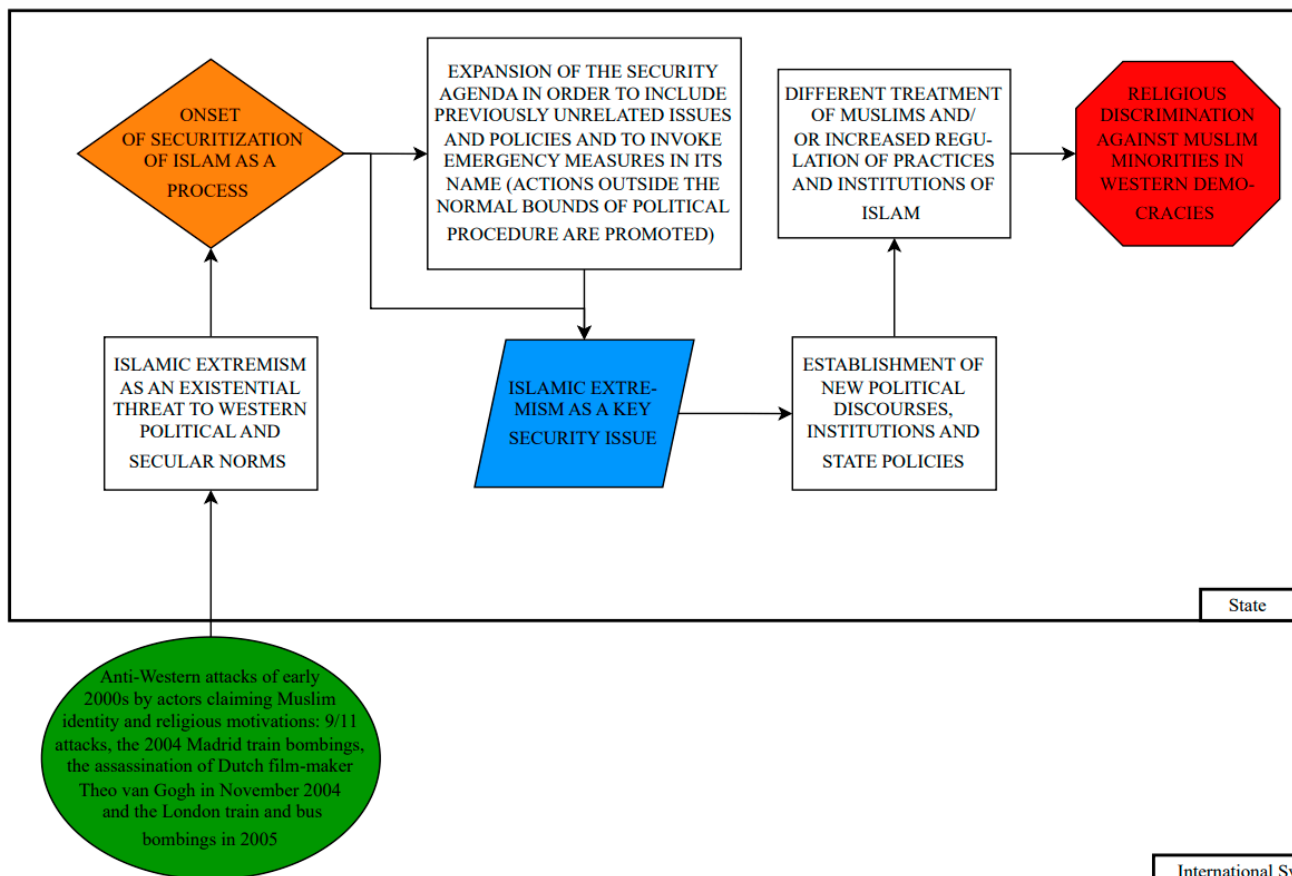 ONSET
OF SECURITIZATION
OF ISLAM AS A
PROCESS
EXPANSION OF THE SECURITY
AGENDA IN ORDER TO INCLUDE
PREVIOUSLY UNRELATED ISSUES
AND POLICIES AND TO INVOKE
EMERGENCY MEASURES IN ITS
NAME (ACTIONS OUTSIDE THE
NORMAL BOUNDS OF POLITICAL
PROCEDURE ARE PROMOTED)
DIFFERENT TREATMENT
OF MUSLIMS AND/
OR INCREASED REGU-
LATION OF PRACTICES
AND INSTITUTIONS OF
ISLAM
RELIGIOUS
DISCRIMINATION
AGAINST MUSLIM
MINORITIES IN
WESTERN DEMO-
CRACIES
ISLAMIC EXTREMISM
AS AN EXISTENTIAL
THREAT TO WESTERN
POLITICAL AND
SECULAR NORMS
ISLAMIC EXTRE-
MISM AS A KEY
SECURITY ISSUE
ESTABLISHMENT OF
NEW POLITICAL
DISCOURSES,
INSTITUTIONS AND
STATE POLICIES
State
Anti-Western attacks of early
2000s by actors claiming Muslim
identity and religious motivations: 9/11
attacks, the 2004 Madrid train bombings,
the assassination of Dutch film-maker
Theo van Gogh in November 2004
and the London train and bus
bombings in 2005
International